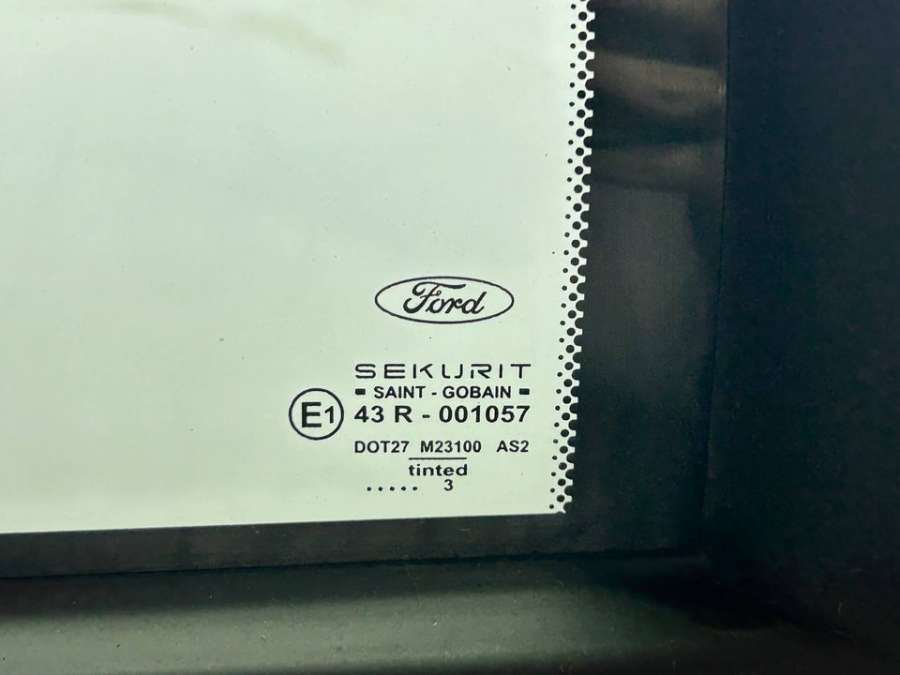 Ford
SEKURIT
SAINT - GOBAIN
E1 43 R - 001057
DOT27 M23100 AS2
tinted
..... 3